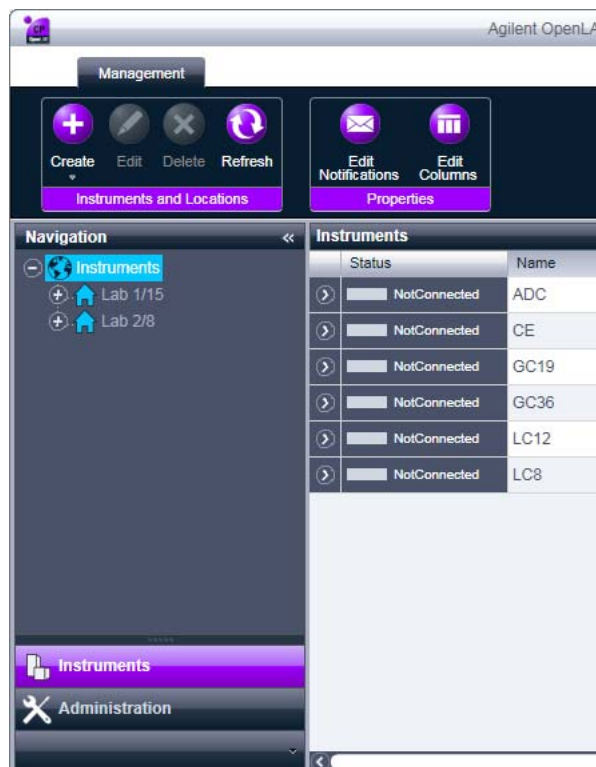 CP
Agilent OpenLA
Management
Create Edit Delete Refresh
Instruments and Locations
Edit Notifications
Edit Columns
Properties
Navigation
Instruments
Lab 1/15
Lab 2/8
Instruments
Administration
Instruments
Status Name
NotConnected ADC
NotConnected CE
NotConnected GC19
NotConnected GC36
NotConnected LC12
NotConnected LC8